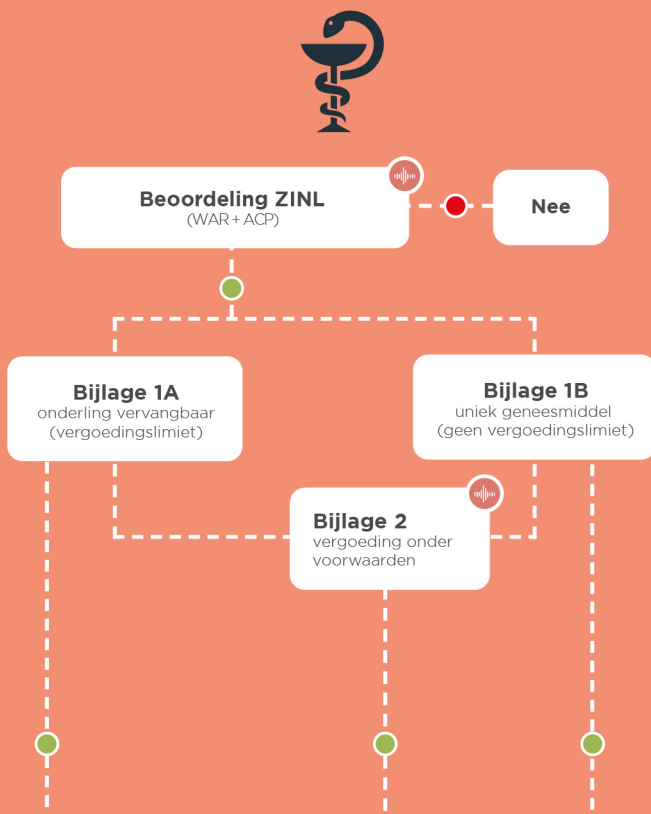 Beoordeling ZINL
(WAR + ACP)
Nee
Bijlage 1A
onderling vervangbaar
(vergoedingslimiet)
Bijlage 1B
uniek geneesmiddel
(geen vergoedingslimiet)
Bijlage 2
vergoeding onder
voorwaarden